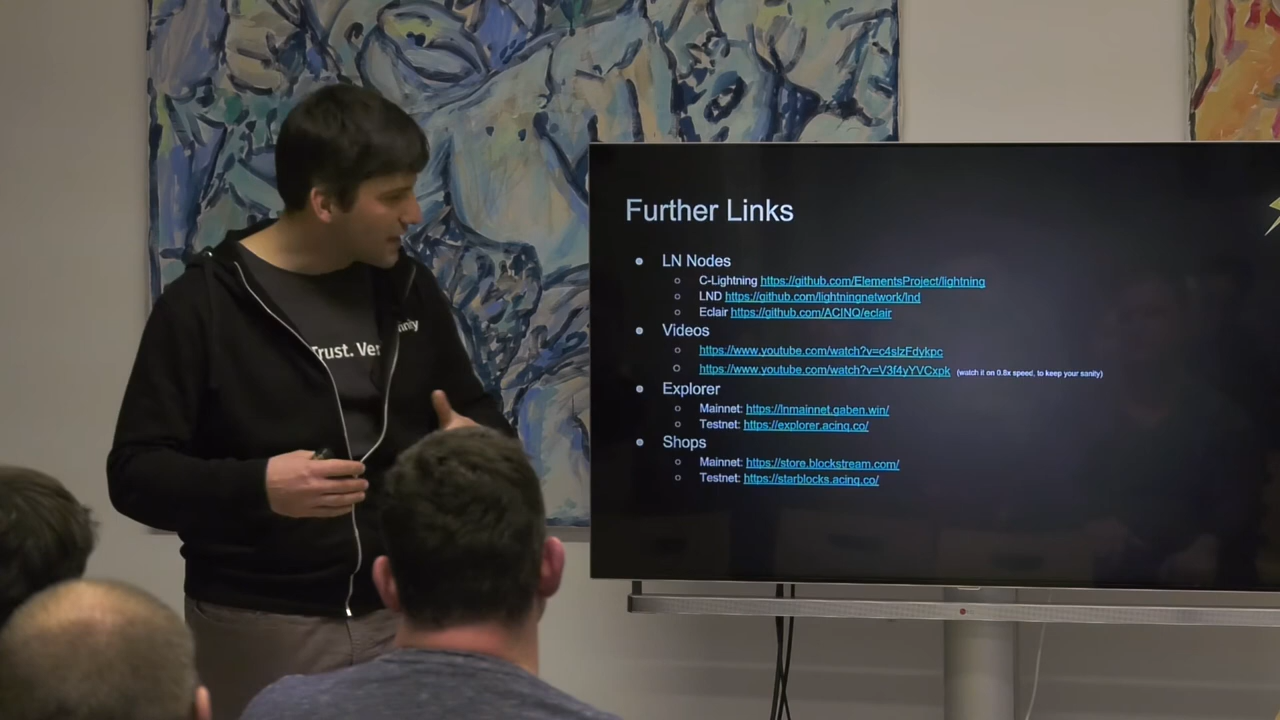 Trust. Ver
Further Links
LN Nodes
C-Lightning https://github.com/ElementsProject/lightning
LND https://github.com/lightningnetwork/lnd
Eclair https://github.com/ACINQ/eclair
Videos
https://www.youtube.com/watch?v=c4slzFdvkpc
https://www.youtube.com/watch?v=V3f4yYVCxpk (watch it on 0.8x speed, to keep your sanity)
Explorer
Mainnet: https://lnmainnet.gaben.win/
Testnet: https://explorer.acinq.co/
Shops
Mainnet: https://store.blockstream.com/
Testnet: https://starblocks.acinq.co/